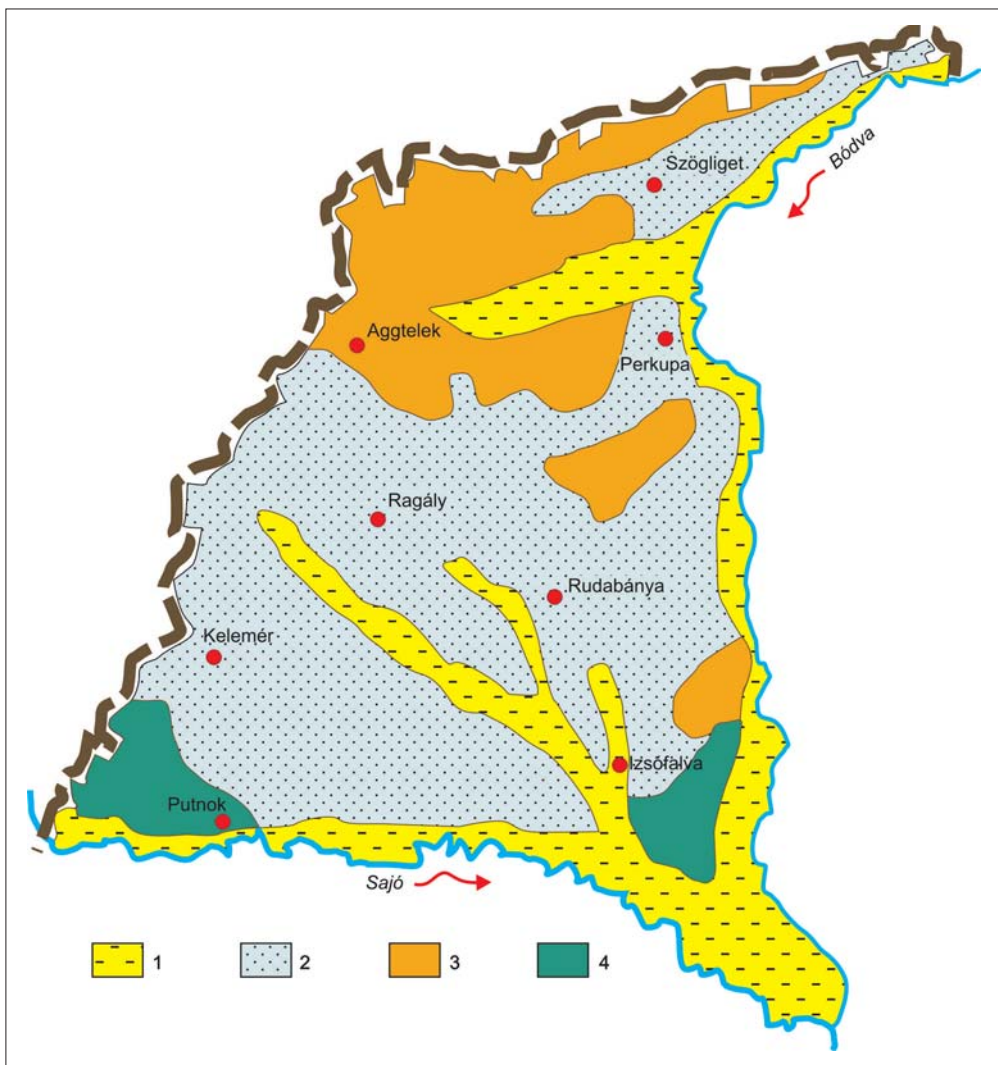 Szögliget
Bódva
Aggtelek
Perkupa
Ragály
Rudabánya
Kelemér
Izsófalva
Putnok
Sajó
1 2 3 4